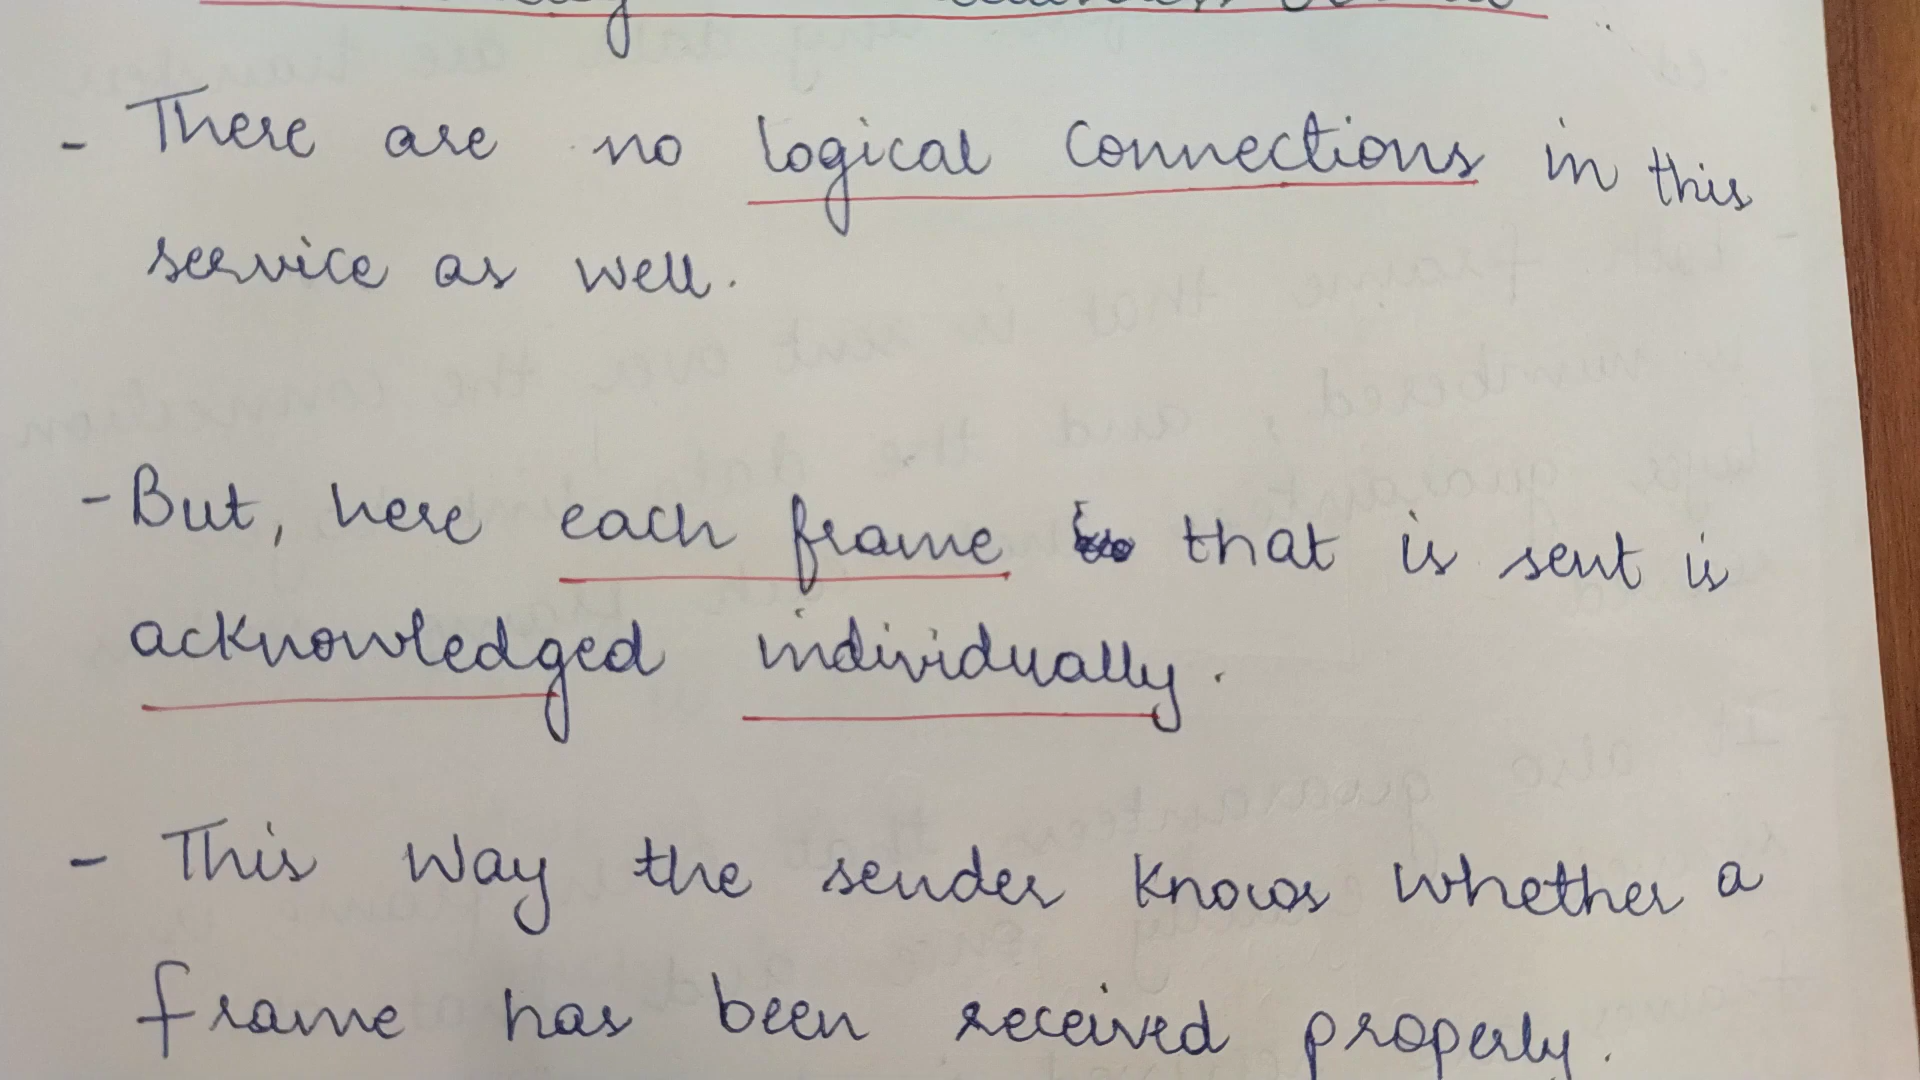 - There are no logical connections in this
service as well.
- But, here each frame that is sent is
acknowledged individually.
- This way the sender knows whether a
frame has been received properly.